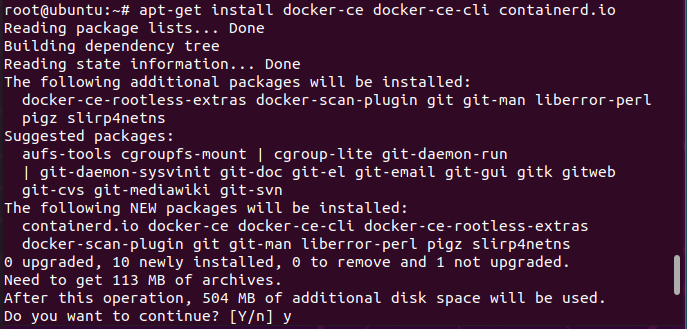 root@ubuntu:~# apt-get install docker-ce docker-ce-cli containerd.io
Reading package lists... Done
Building dependency tree
Reading state information... Done
The following additional packages will be installed:
  docker-ce-rootless-extras docker-scan-plugin git git-man liberror-perl
  pigz slirp4netns
Suggested packages:
  aufs-tools cgroupfs-mount | cgroup-lite git-daemon-run
  | git-daemon-sysvinit git-doc git-el git-email git-gui gitk gitweb
  git-cvs git-mediawiki git-svn
The following NEW packages will be installed:
  containerd.io docker-ce docker-ce-cli docker-ce-rootless-extras
  docker-scan-plugin git git-man liberror-perl pigz slirp4netns
0 upgraded, 10 newly installed, 0 to remove and 1 not upgraded.
Need to get 113 MB of archives.
After this operation, 504 MB of additional disk space will be used.
Do you want to continue? [Y/n] y